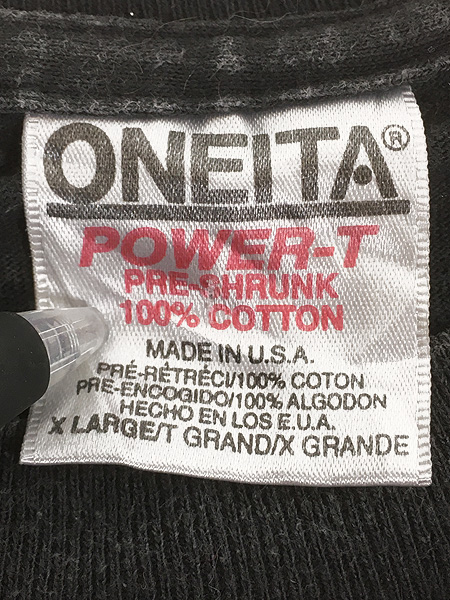 ONEITA®
POWER-T
PRE-SHRUNK
100% COTTON
MADE IN U.S.A.
PRÉ-RÉTRÉCI/100% COTON
PRE-ENCOGIDO/100% ALGODON
HECHO EN LOS E.U.A.
X LARGE/T GRAND/X GRANDE